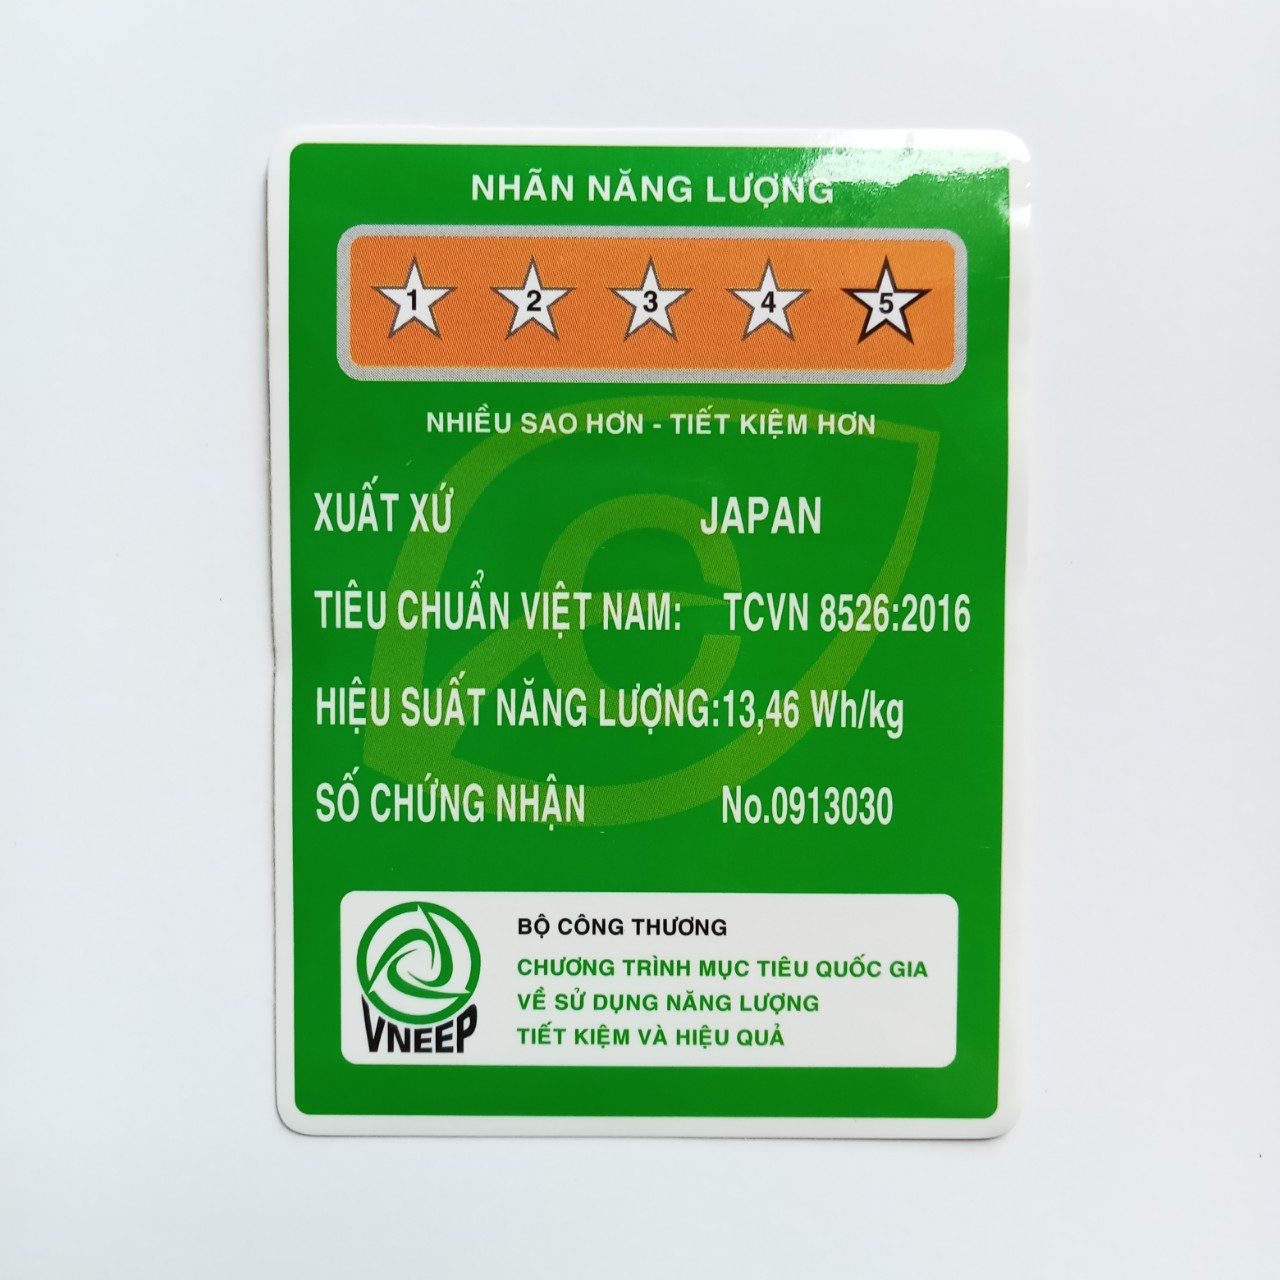 NHÃN NĂNG LƯỢNG
1 2 3 4 5
NHIỀU SAO HƠN - TIẾT KIỆM HƠN
XUẤT XỨ JAPAN
TIÊU CHUẨN VIỆT NAM: TCVN 8526:2016
HIỆU SUẤT NĂNG LƯỢNG:13,46 Wh/kg
SỐ CHỨNG NHẬN No.0913030
BỘ CÔNG THƯƠNG
CHƯƠNG TRÌNH MỤC TIÊU QUỐC GIA
VỀ SỬ DỤNG NĂNG LƯỢNG
TIẾT KIỆM VÀ HIỆU QUẢ
VNEEP